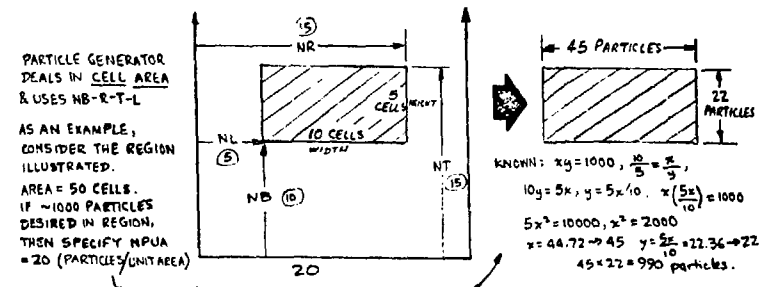 PARTICLE GENERATOR
DEALS IN CELL AREA
& USES NB-R-T-L
AS AN EXAMPLE,
CONSIDER THE REGION
ILLUSTRATED.
AREA = 50 CELLS.
IF ~1000 PARTICLES
DESIRED IN REGION,
THEN SPECIFY NPUA
= 20 (PARTICLES/UNIT AREA)
15
NR
5
CELLS HEIGHT
10 CELLS
WIDTH
NL
5
NB 10
NT
15
20
45 PARTICLES
22
PARTICLES
KNOWN: xy=1000, 10/5 = x/y,
10y = 5x, y = 5x/10. x(5x/10) = 1000
5x² = 10000, x² = 2000
x = 44.72 → 45 y = 5x/10 = 22.36 → 22
45 × 22 = 990 particles.